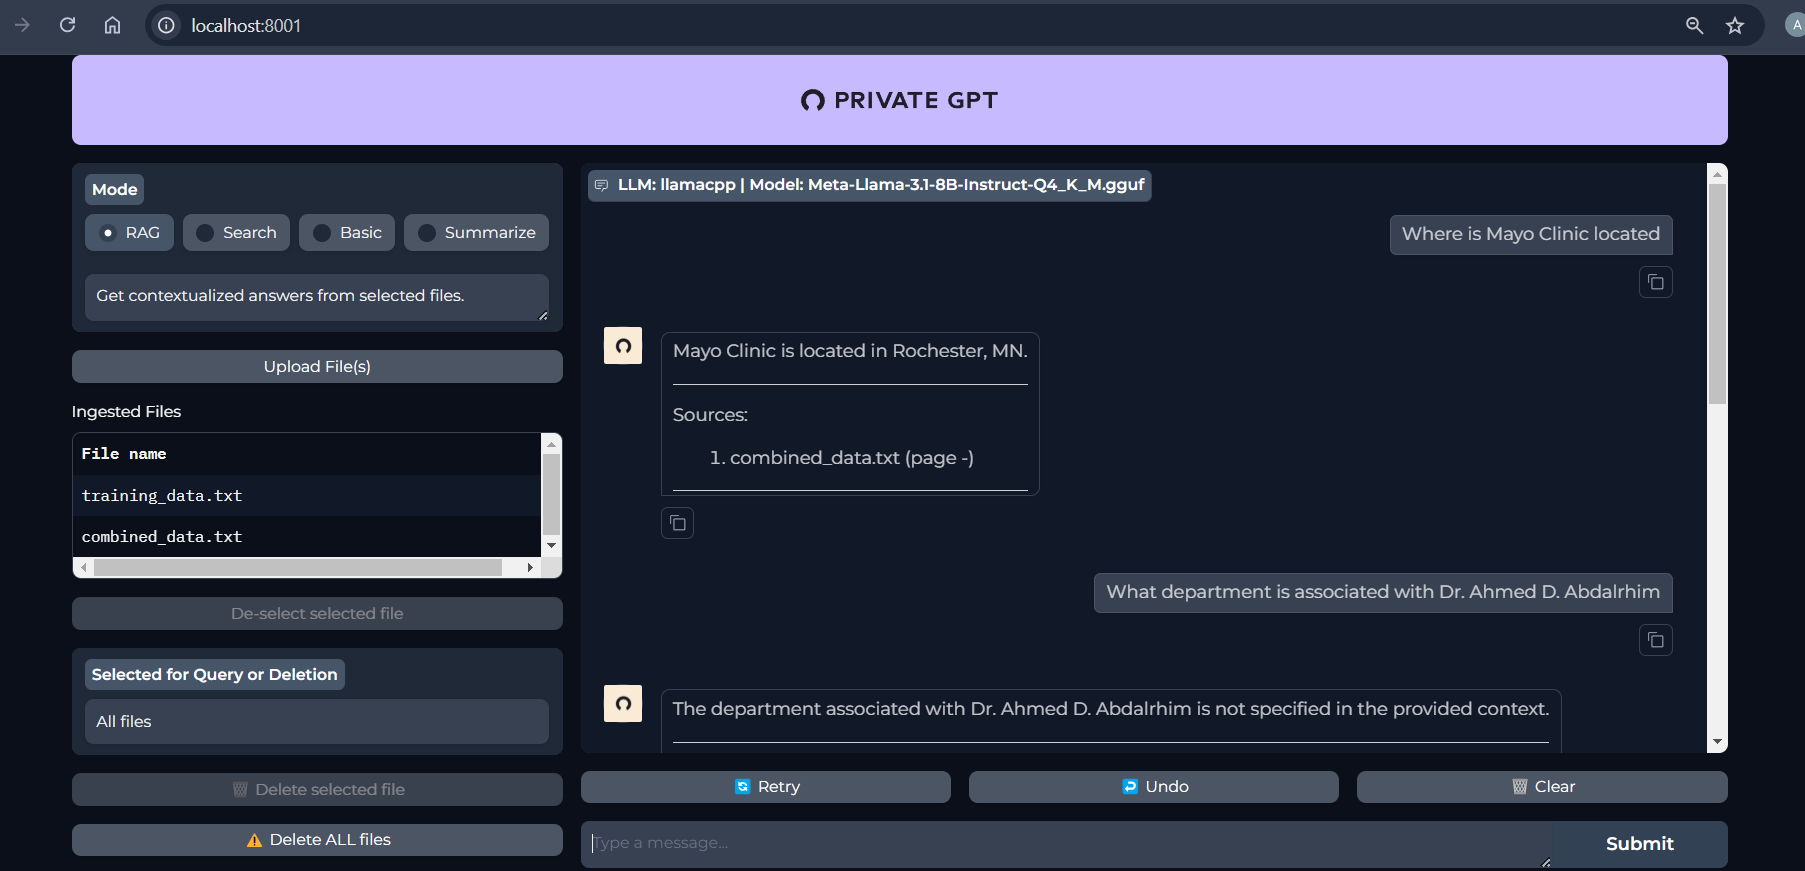 localhost:8001
A
PRIVATE GPT
Mode
RAG
Search
Basic
Summarize
Get contextualized answers from selected files.
Upload File(s)
Ingested Files
File name
training_data.txt
combined_data.txt
De-select selected file
Selected for Query or Deletion
All files
Delete selected file
Delete ALL files
LLM: llamacpp | Model: Meta-Llama-3.1-8B-Instruct-Q4_K_M.gguf
Where is Mayo Clinic located
Mayo Clinic is located in Rochester, MN.
Sources:
1. combined_data.txt (page -)
What department is associated with Dr. Ahmed D. Abdalrhim
The department associated with Dr. Ahmed D. Abdalrhim is not specified in the provided context.
Retry
Undo
Clear
Type a message...
Submit